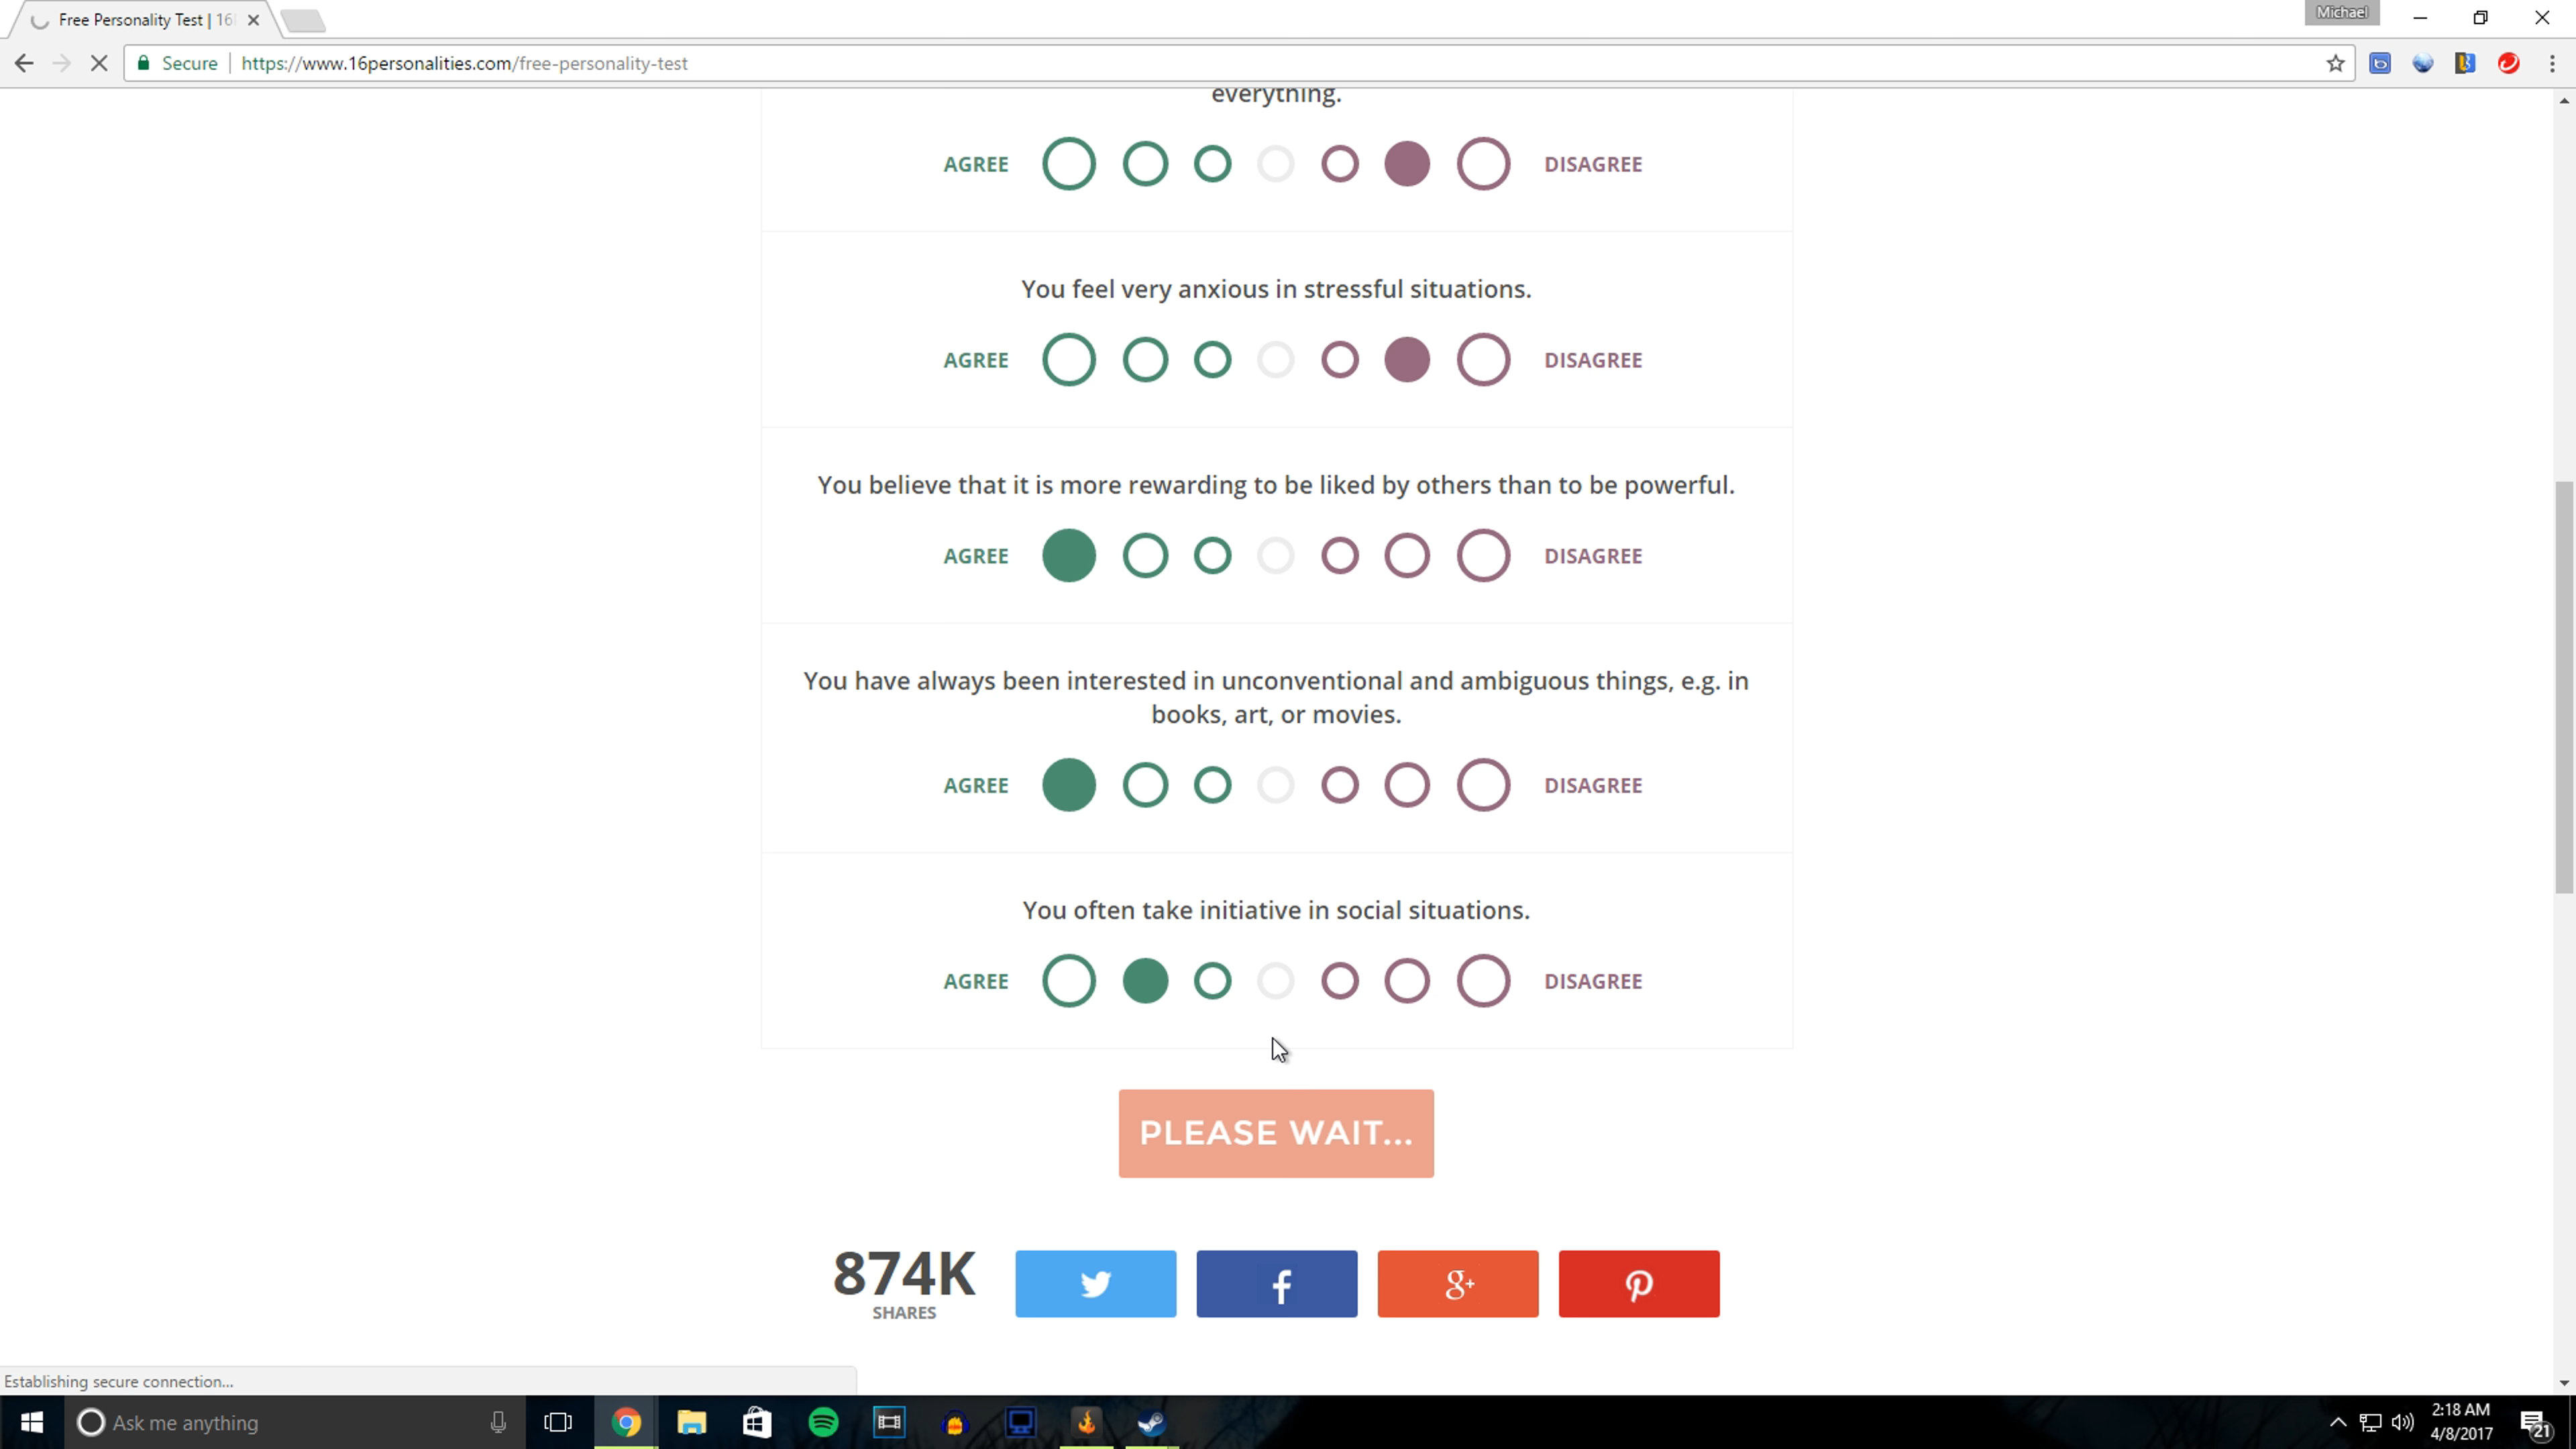 Free Personality Test | 16
Michael
Secure
https://www.16personalities.com/free-personality-test
everything.
AGREE DISAGREE
You feel very anxious in stressful situations.
AGREE DISAGREE
You believe that it is more rewarding to be liked by others than to be powerful.
AGREE DISAGREE
You have always been interested in unconventional and ambiguous things, e.g. in
books, art, or movies.
AGREE DISAGREE
You often take initiative in social situations.
AGREE DISAGREE
PLEASE WAIT...
874K
SHARES
g+
Establishing secure connection...
Ask me anything
2:18 AM
4/8/2017
21